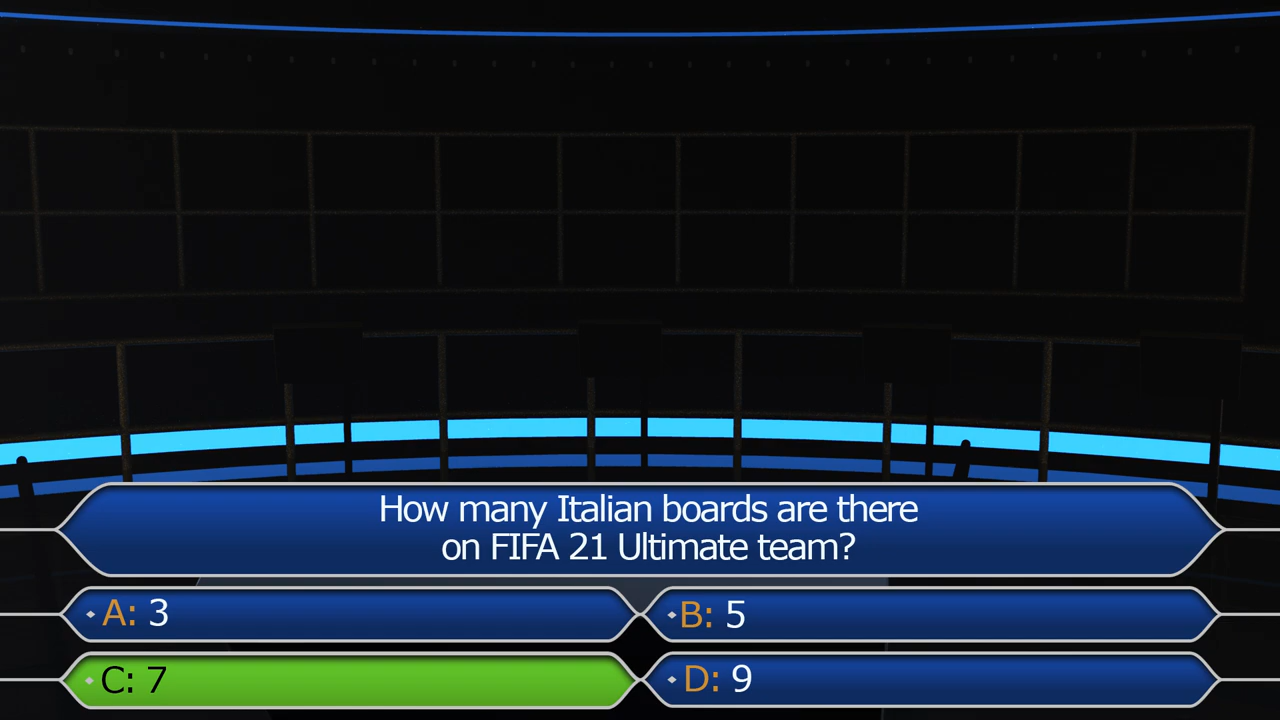 How many Italian boards are there
on FIFA 21 Ultimate team?
A: 3
B: 5
C: 7
D: 9